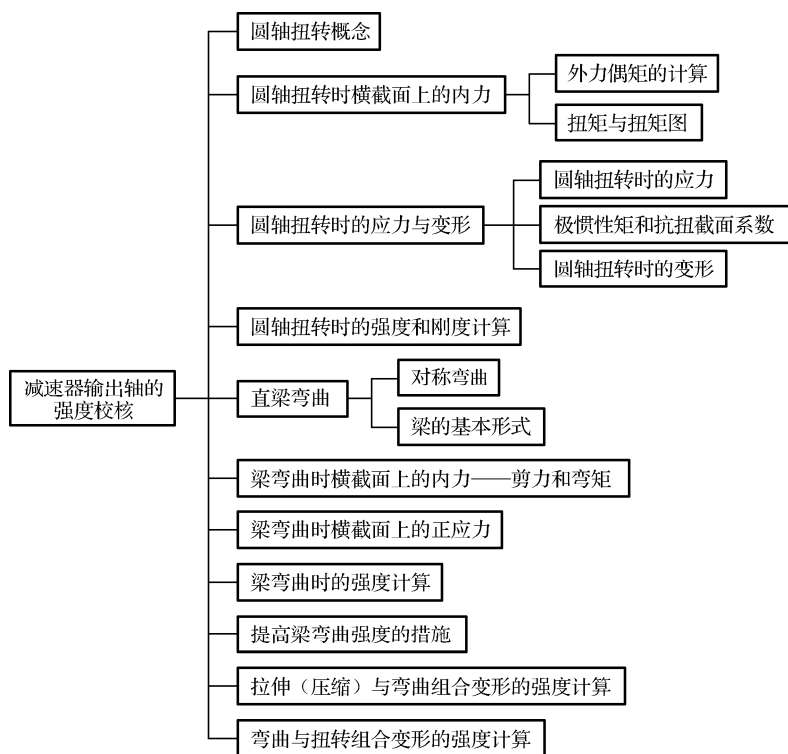 减速器输出轴的
强度校核
圆轴扭转概念
圆轴扭转时横截面上的内力
外力偶矩的计算
扭矩与扭矩图
圆轴扭转时的应力与变形
圆轴扭转时的应力
极惯性矩和抗扭截面系数
圆轴扭转时的变形
圆轴扭转时的强度和刚度计算
直梁弯曲
对称弯曲
梁的基本形式
梁弯曲时横截面上的内力——剪力和弯矩
梁弯曲时横截面上的正应力
梁弯曲时的强度计算
提高梁弯曲强度的措施
拉伸（压缩）与弯曲组合变形的强度计算
弯曲与扭转组合变形的强度计算